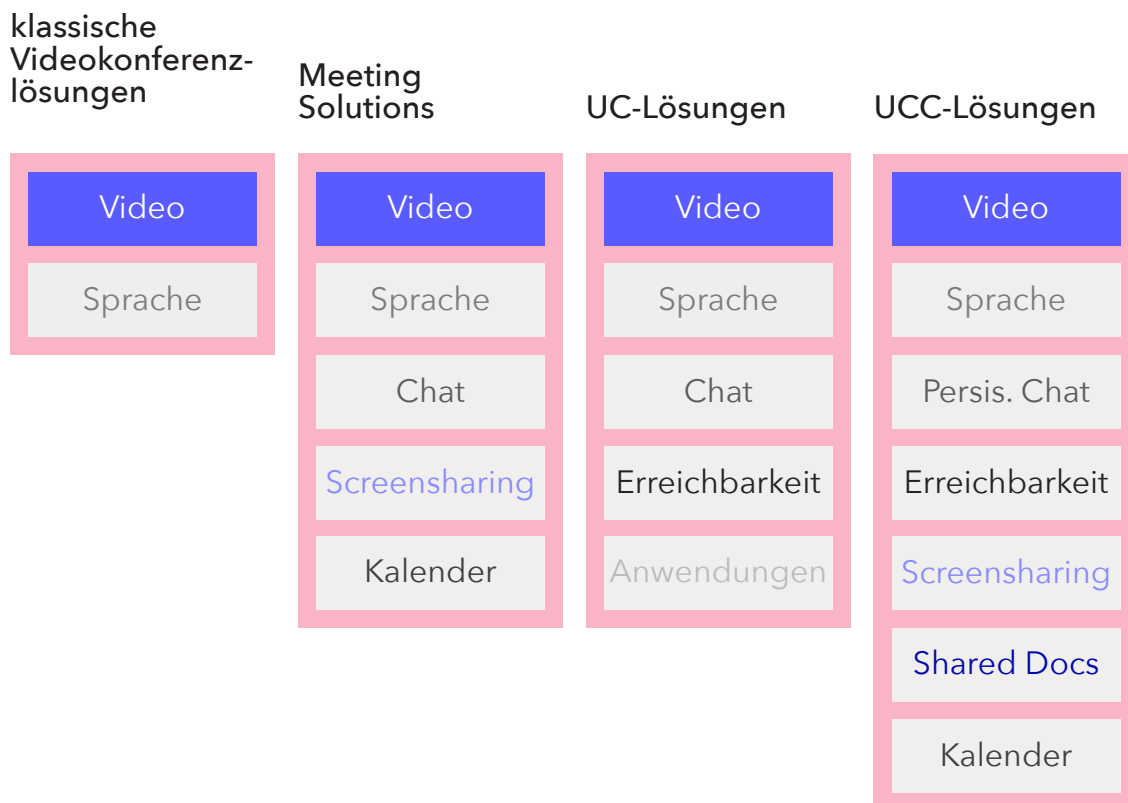 klassische
Videokonferenz-
lösungen
Video
Sprache
Meeting
Solutions
Video
Sprache
Chat
Screensharing
Kalender
UC-Lösungen
Video
Sprache
Chat
Erreichbarkeit
Anwendungen
UCC-Lösungen
Video
Sprache
Persis. Chat
Erreichbarkeit
Screensharing
Shared Docs
Kalender